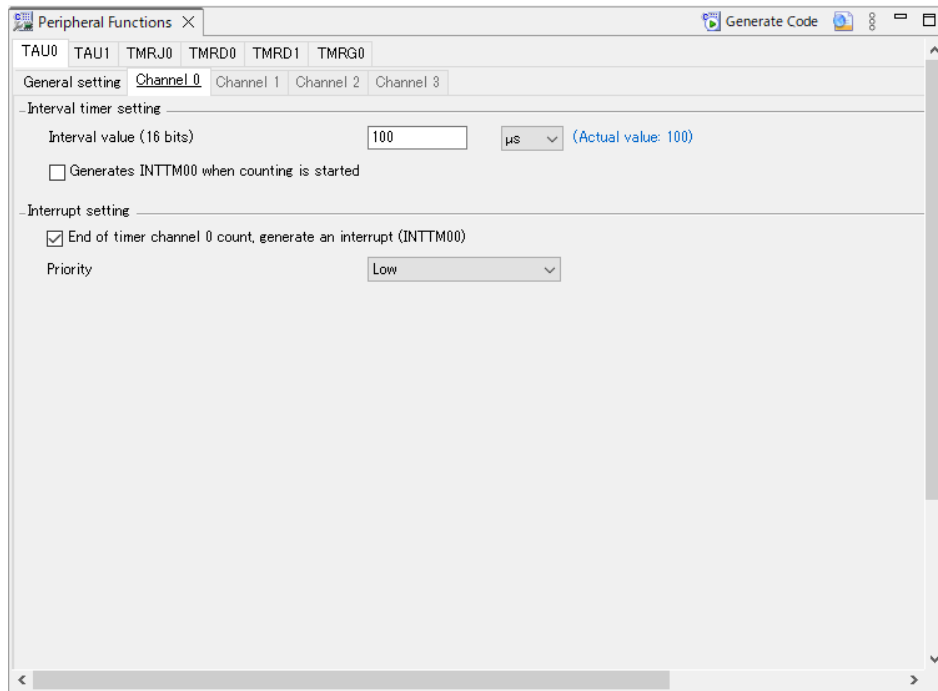 Peripheral Functions Generate Code
TAU0 TAU1 TMRJ0 TMRD0 TMRD1 TMRG0
General setting Channel 0 Channel 1 Channel 2 Channel 3
Interval timer setting
Interval value (16 bits) 100 µs (Actual value: 100)
Generates INTTM00 when counting is started
Interrupt setting
End of timer channel 0 count, generate an interrupt (INTTM00)
Priority Low